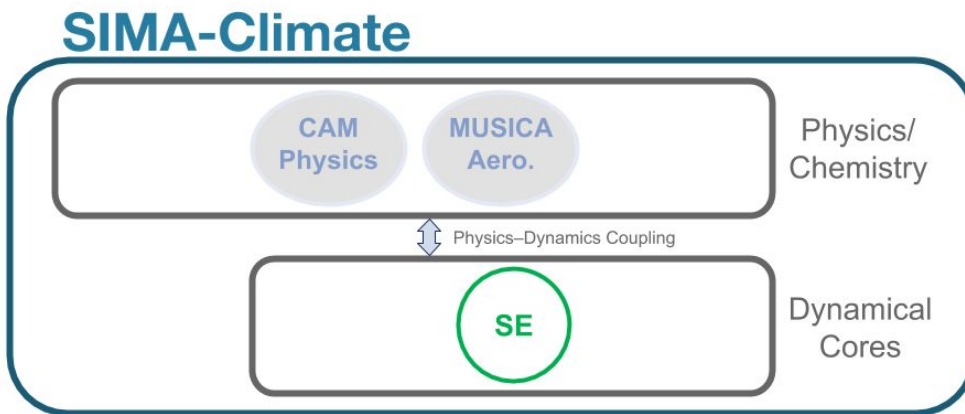 SIMA-Climate
CAM
Physics
MUSICA
Aero.
Physics/
Chemistry
Physics–Dynamics Coupling
SE
Dynamical
Cores